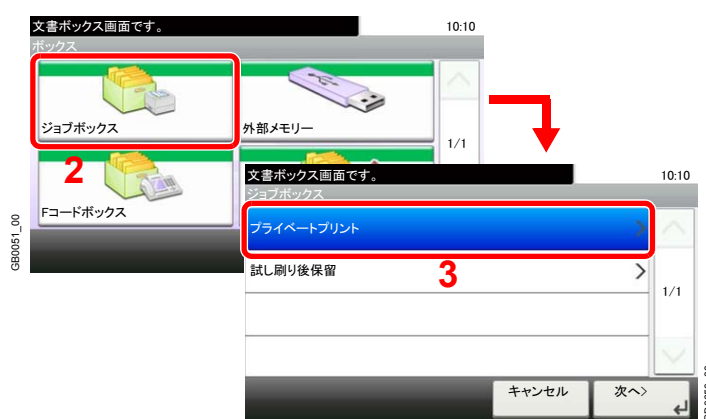 文書ボックス画面です。
10:10
ボックス
ジョブボックス
外部メモリー
1/1
2
Fコードボックス
GB0051_00
文書ボックス画面です。
10:10
ジョブボックス
プライベートプリント
試し刷り後保留
3
1/1
キャンセル
次へ>